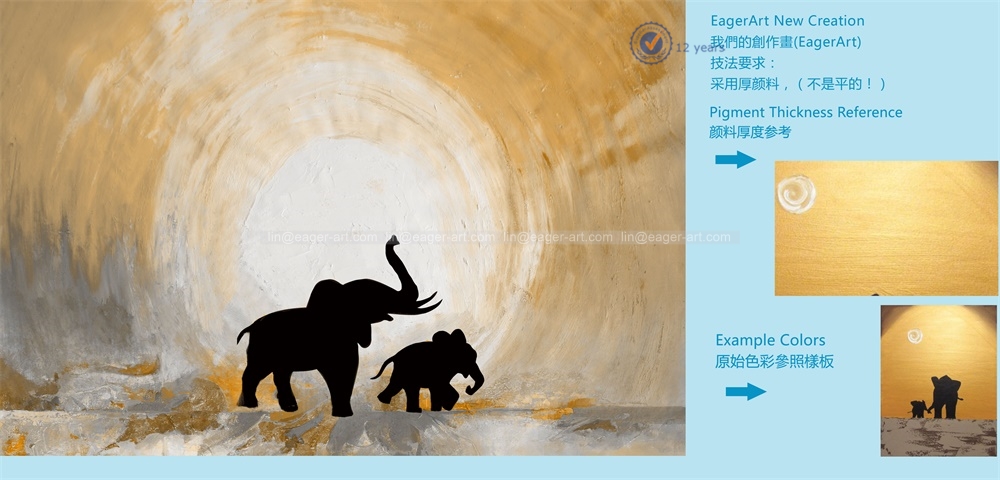 EagerArt New Creation
我們的創作畫(EagerArt)
12 years
技法要求：
采用厚颜料，（不是平的！）
Pigment Thickness Reference
颜料厚度参考
lin@eager-art.com lin@eager-art.com lin@eager-art.com lin@eager-art.com
Example Colors
原始色彩參照樣板